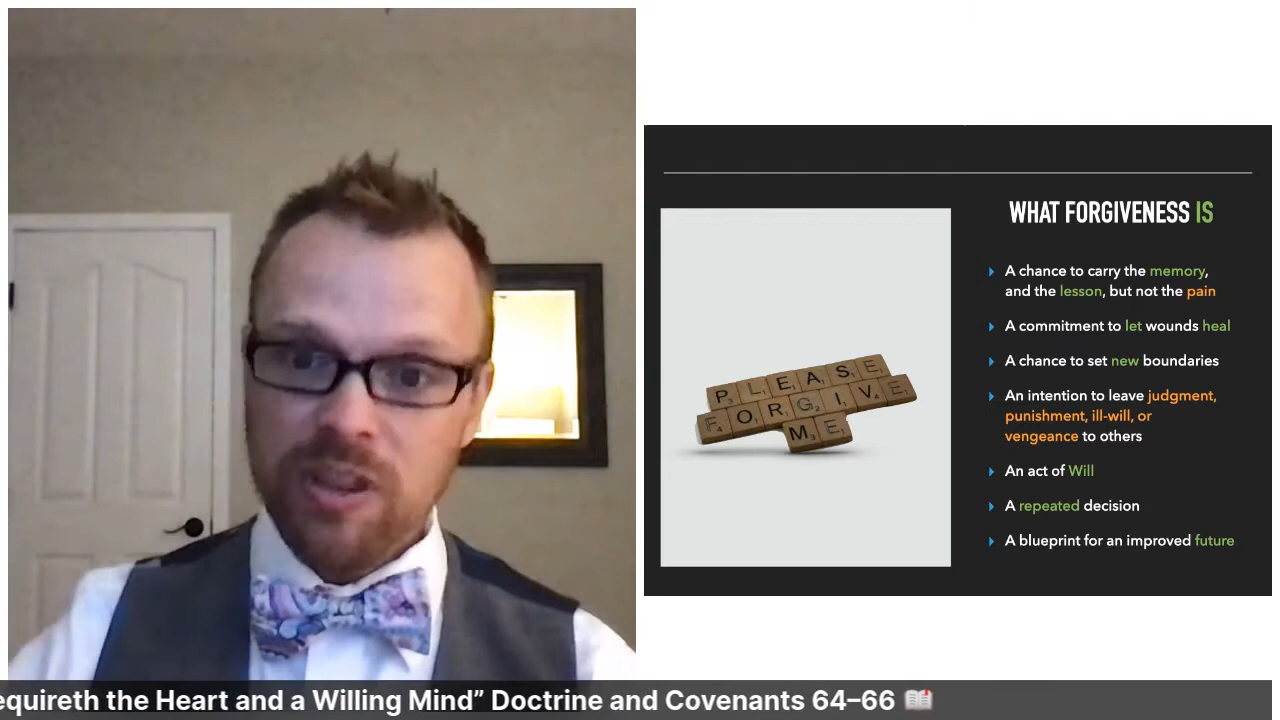 WHAT FORGIVENESS IS
A chance to carry the memory,
and the lesson, but not the pain
A commitment to let wounds heal
A chance to set new boundaries
An intention to leave judgment,
punishment, ill-will, or
vengeance to others
An act of Will
A repeated decision
A blueprint for an improved future
PLEASE
FORGIVE
ME
equireth the Heart and a Willing Mind” Doctrine and Covenants 64–66